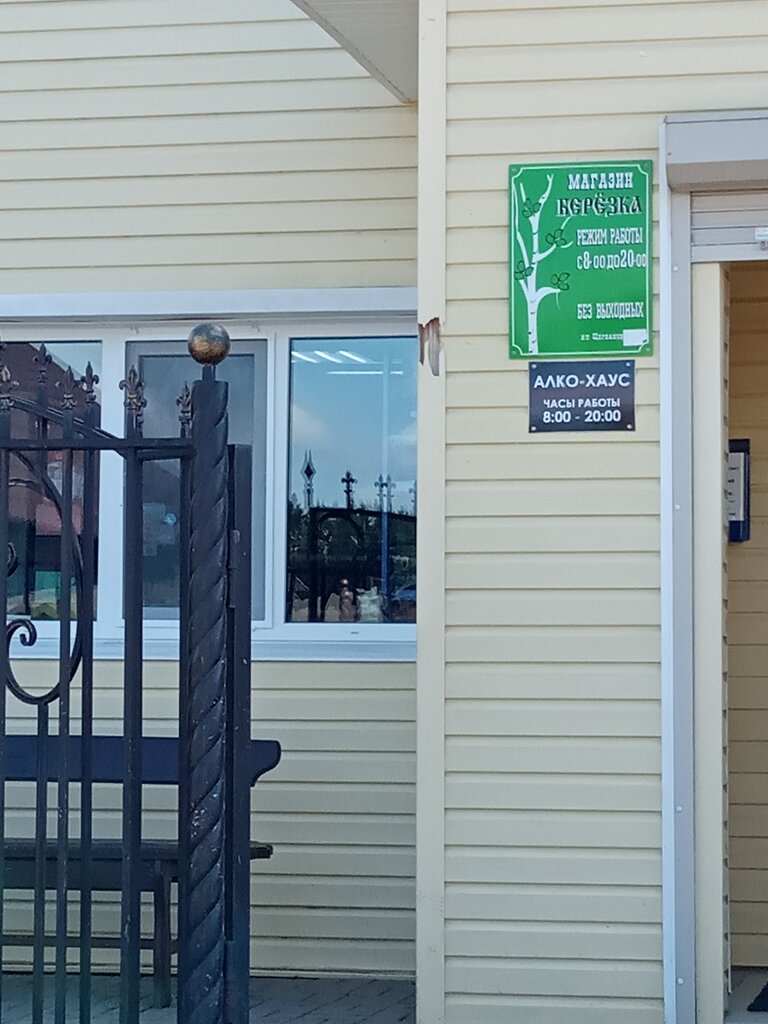 МАГАЗИН
БЕРЁЗКА
РЕЖИМ РАБОТЫ
с 8-00 до 20-00
БЕЗ ВЫХОДНЫХ
АЛКО-ХАУС
ЧАСЫ РАБОТЫ
8:00 - 20:00